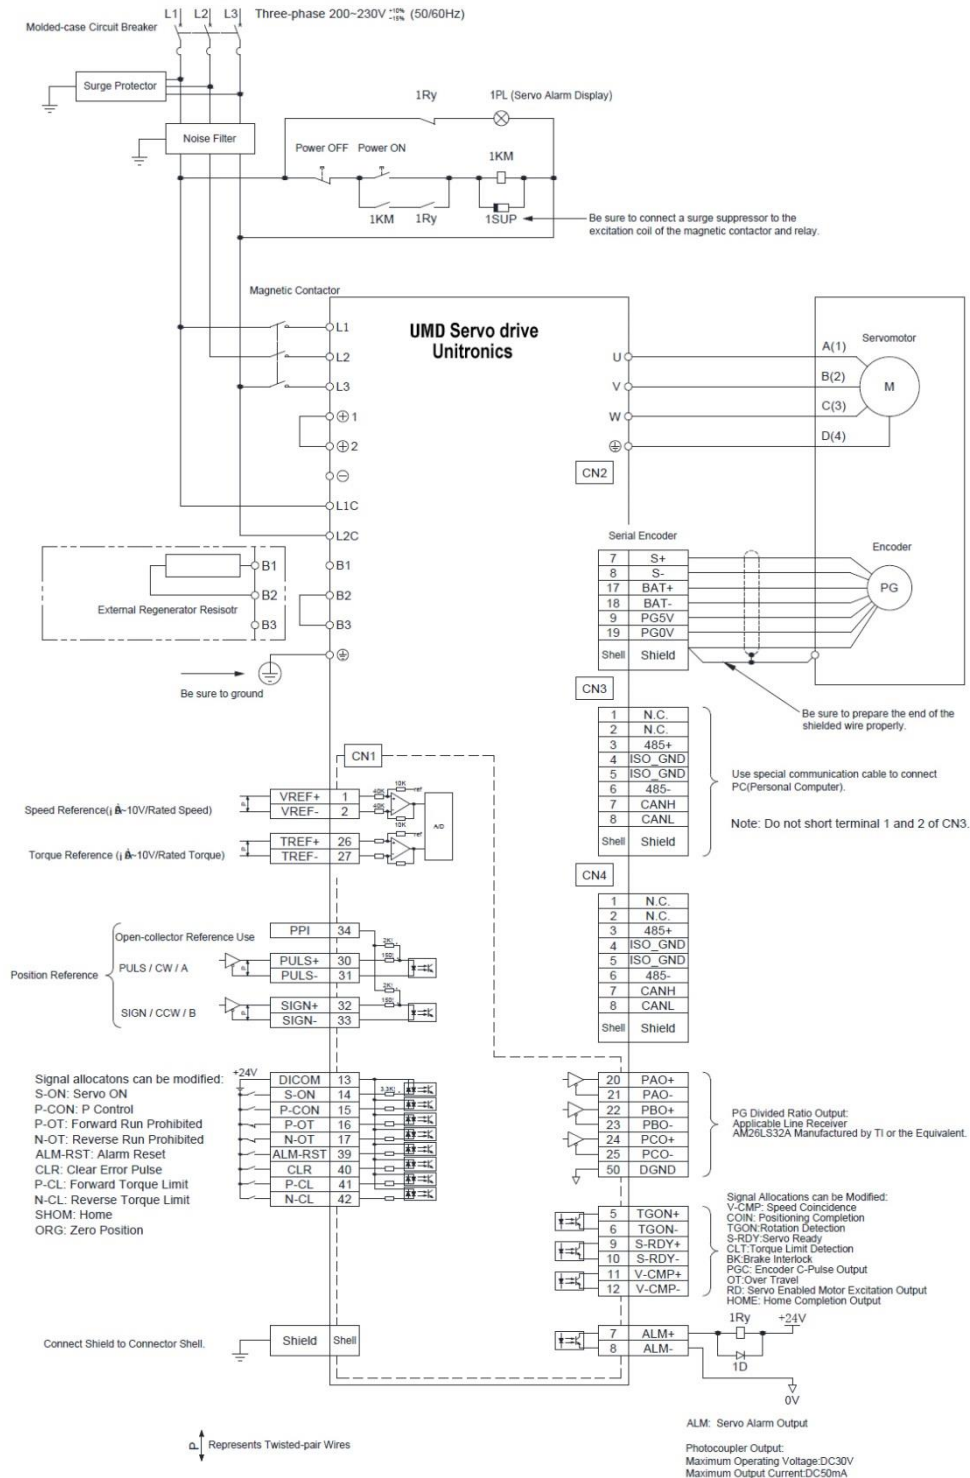 L1 L2 L3 Three-phase 200~230V +10% -15% (50/60Hz)
Molded-case Circuit Breaker
Surge Protector
Noise Filter
1Ry 1PL (Servo Alarm Display)
Power OFF Power ON
1KM
1KM 1Ry 1SUP
Be sure to connect a surge suppressor to the
excitation coil of the magnetic contactor and relay.
Magnetic Contactor
UMD Servo drive
Unitronics
L1
L2
L3
1
2
L1C
L2C
B1
B2
B3
B1
B2
B3
External Regenerator Resisotr
Be sure to ground
U
V
W
A(1)
B(2)
C(3)
D(4)
Servomotor
M
CN2
Serial Encoder
7 S+
8 S-
17 BAT+
18 BAT-
9 PG5V
19 PG0V
Shell Shield
Encoder
PG
Be sure to prepare the end of the
shielded wire properly.
CN3
1 N.C.
2 N.C.
3 485+
4 ISO_GND
5 ISO_GND
6 485-
7 CANH
8 CANL
Shell Shield
Use special communication cable to connect
PC(Personal Computer).
Note: Do not short terminal 1 and 2 of CN3.
CN4
1 N.C.
2 N.C.
3 485+
4 ISO_GND
5 ISO_GND
6 485-
7 CANH
8 CANL
Shell Shield
CN1
Speed Reference( ~10V/Rated Speed)
P
VREF+ 1
VREF- 2
40K
40K
10K
ref
10K
A/D
Torque Reference ( ~10V/Rated Torque)
P
TREF+ 26
TREF- 27
ref
Position Reference
Open-collector Reference Use
PPI 34
PULS / CW / A
P
PULS+ 30
PULS- 31
SIGN / CCW / B
P
SIGN+ 32
SIGN- 33
Signal allocatons can be modified:
S-ON: Servo ON
P-CON: P Control
P-OT: Forward Run Prohibited
N-OT: Reverse Run Prohibited
ALM-RST: Alarm Reset
CLR: Clear Error Pulse
P-CL: Forward Torque Limit
N-CL: Reverse Torque Limit
SHOM: Home
ORG: Zero Position
+24V
DICOM 13
S-ON 14
P-CON 15
P-OT 16
N-OT 17
ALM-RST 39
CLR 40
P-CL 41
N-CL 42
Connect Shield to Connector Shell.
Shield Shell
20 PAO+
21 PAO-
22 PBO+
23 PBO-
24 PCO+
25 PCO-
50 DGND
PG Divided Ratio Output:
Applicable Line Receiver
AM26LS32A Manufactured by TI or the Equivalent.
5 TGON+
6 TGON-
9 S-RDY+
10 S-RDY-
11 V-CMP+
12 V-CMP-
Signal Allocations can be Modified:
V-CMP: Speed Coincidence
COIN: Positioning Completion
TGON:Rotation Detection
S-RDY:Servo Ready
CLT:Torque Limit Detection
BK:Brake Interlock
PGC: Encoder C-Pulse Output
OT:Over Travel
RD: Servo Enabled Motor Excitation Output
HOME: Home Completion Output
7 ALM+
8 ALM-
1Ry +24V
1D
0V
ALM: Servo Alarm Output
Photocoupler Output:
Maximum Operating Voltage:DC30V
Maximum Output Current:DC50mA
P Represents Twisted-pair Wires